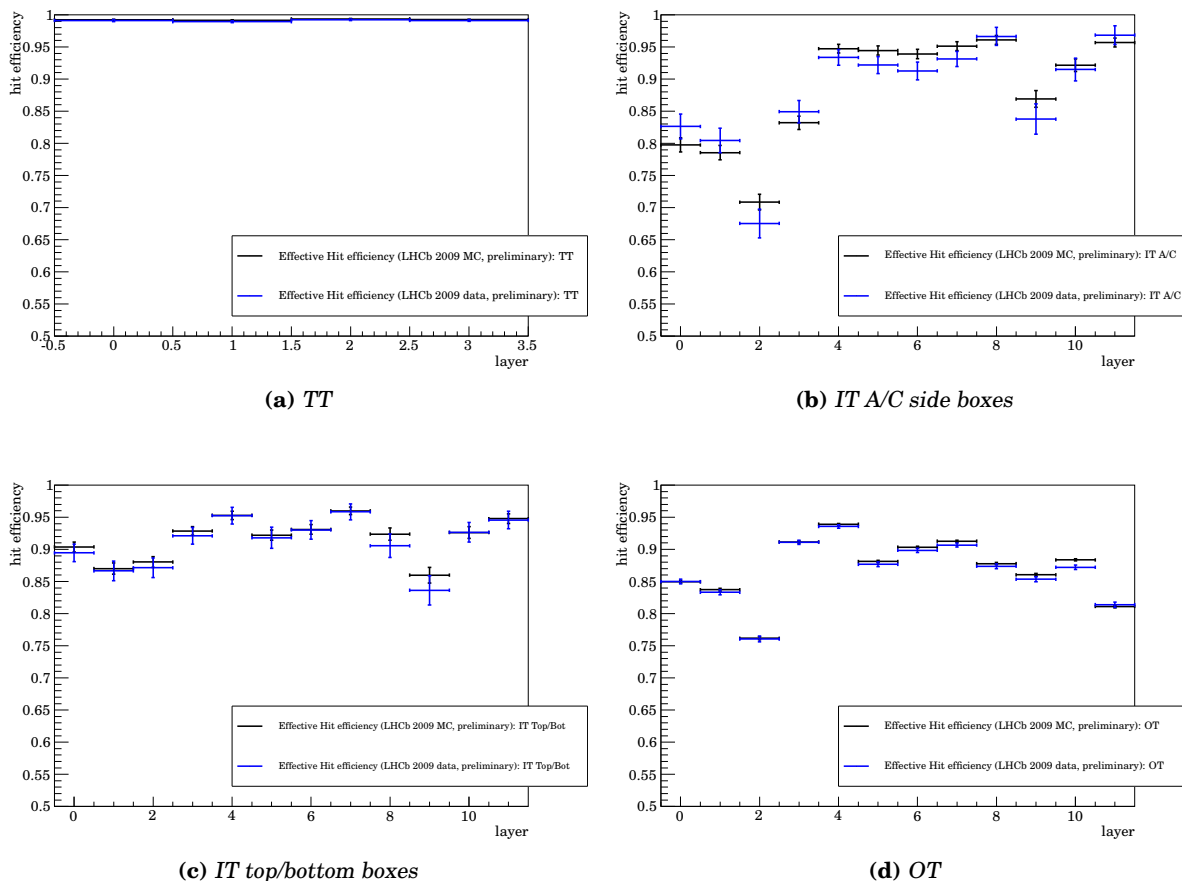 hit efficiency
1
0.95
0.9
0.85
0.8
0.75
0.7
0.65
0.6
0.55
0.5
Effective Hit efficiency (LHCb 2009 MC, preliminary): TT
Effective Hit efficiency (LHCb 2009 data, preliminary): TT
-0.5 0 0.5 1 1.5 2 2.5 3 3.5
layer
(a) TT
hit efficiency
1
0.95
0.9
0.85
0.8
0.75
0.7
0.65
0.6
0.55
0.5
Effective Hit efficiency (LHCb 2009 MC, preliminary): IT A/C
Effective Hit efficiency (LHCb 2009 data, preliminary): IT A/C
0 2 4 6 8 10
layer
(b) IT A/C side boxes
hit efficiency
1
0.95
0.9
0.85
0.8
0.75
0.7
0.65
0.6
0.55
0.5
Effective Hit efficiency (LHCb 2009 MC, preliminary): IT Top/Bot
Effective Hit efficiency (LHCb 2009 data, preliminary): IT Top/Bot
0 2 4 6 8 10
layer
(c) IT top/bottom boxes
hit efficiency
1
0.95
0.9
0.85
0.8
0.75
0.7
0.65
0.6
0.55
0.5
Effective Hit efficiency (LHCb 2009 MC, preliminary): OT
Effective Hit efficiency (LHCb 2009 data, preliminary): OT
0 2 4 6 8 10
layer
(d) OT